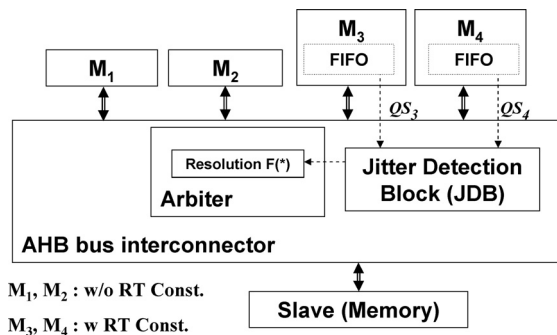 M3 M4
FIFO FIFO
M1 M2
QS3 QS4
Resolution F(*)
Jitter Detection
Block (JDB)
Arbiter
AHB bus interconnector
M1, M2 : w/o RT Const.
Slave (Memory)
M3, M4 : w RT Const.